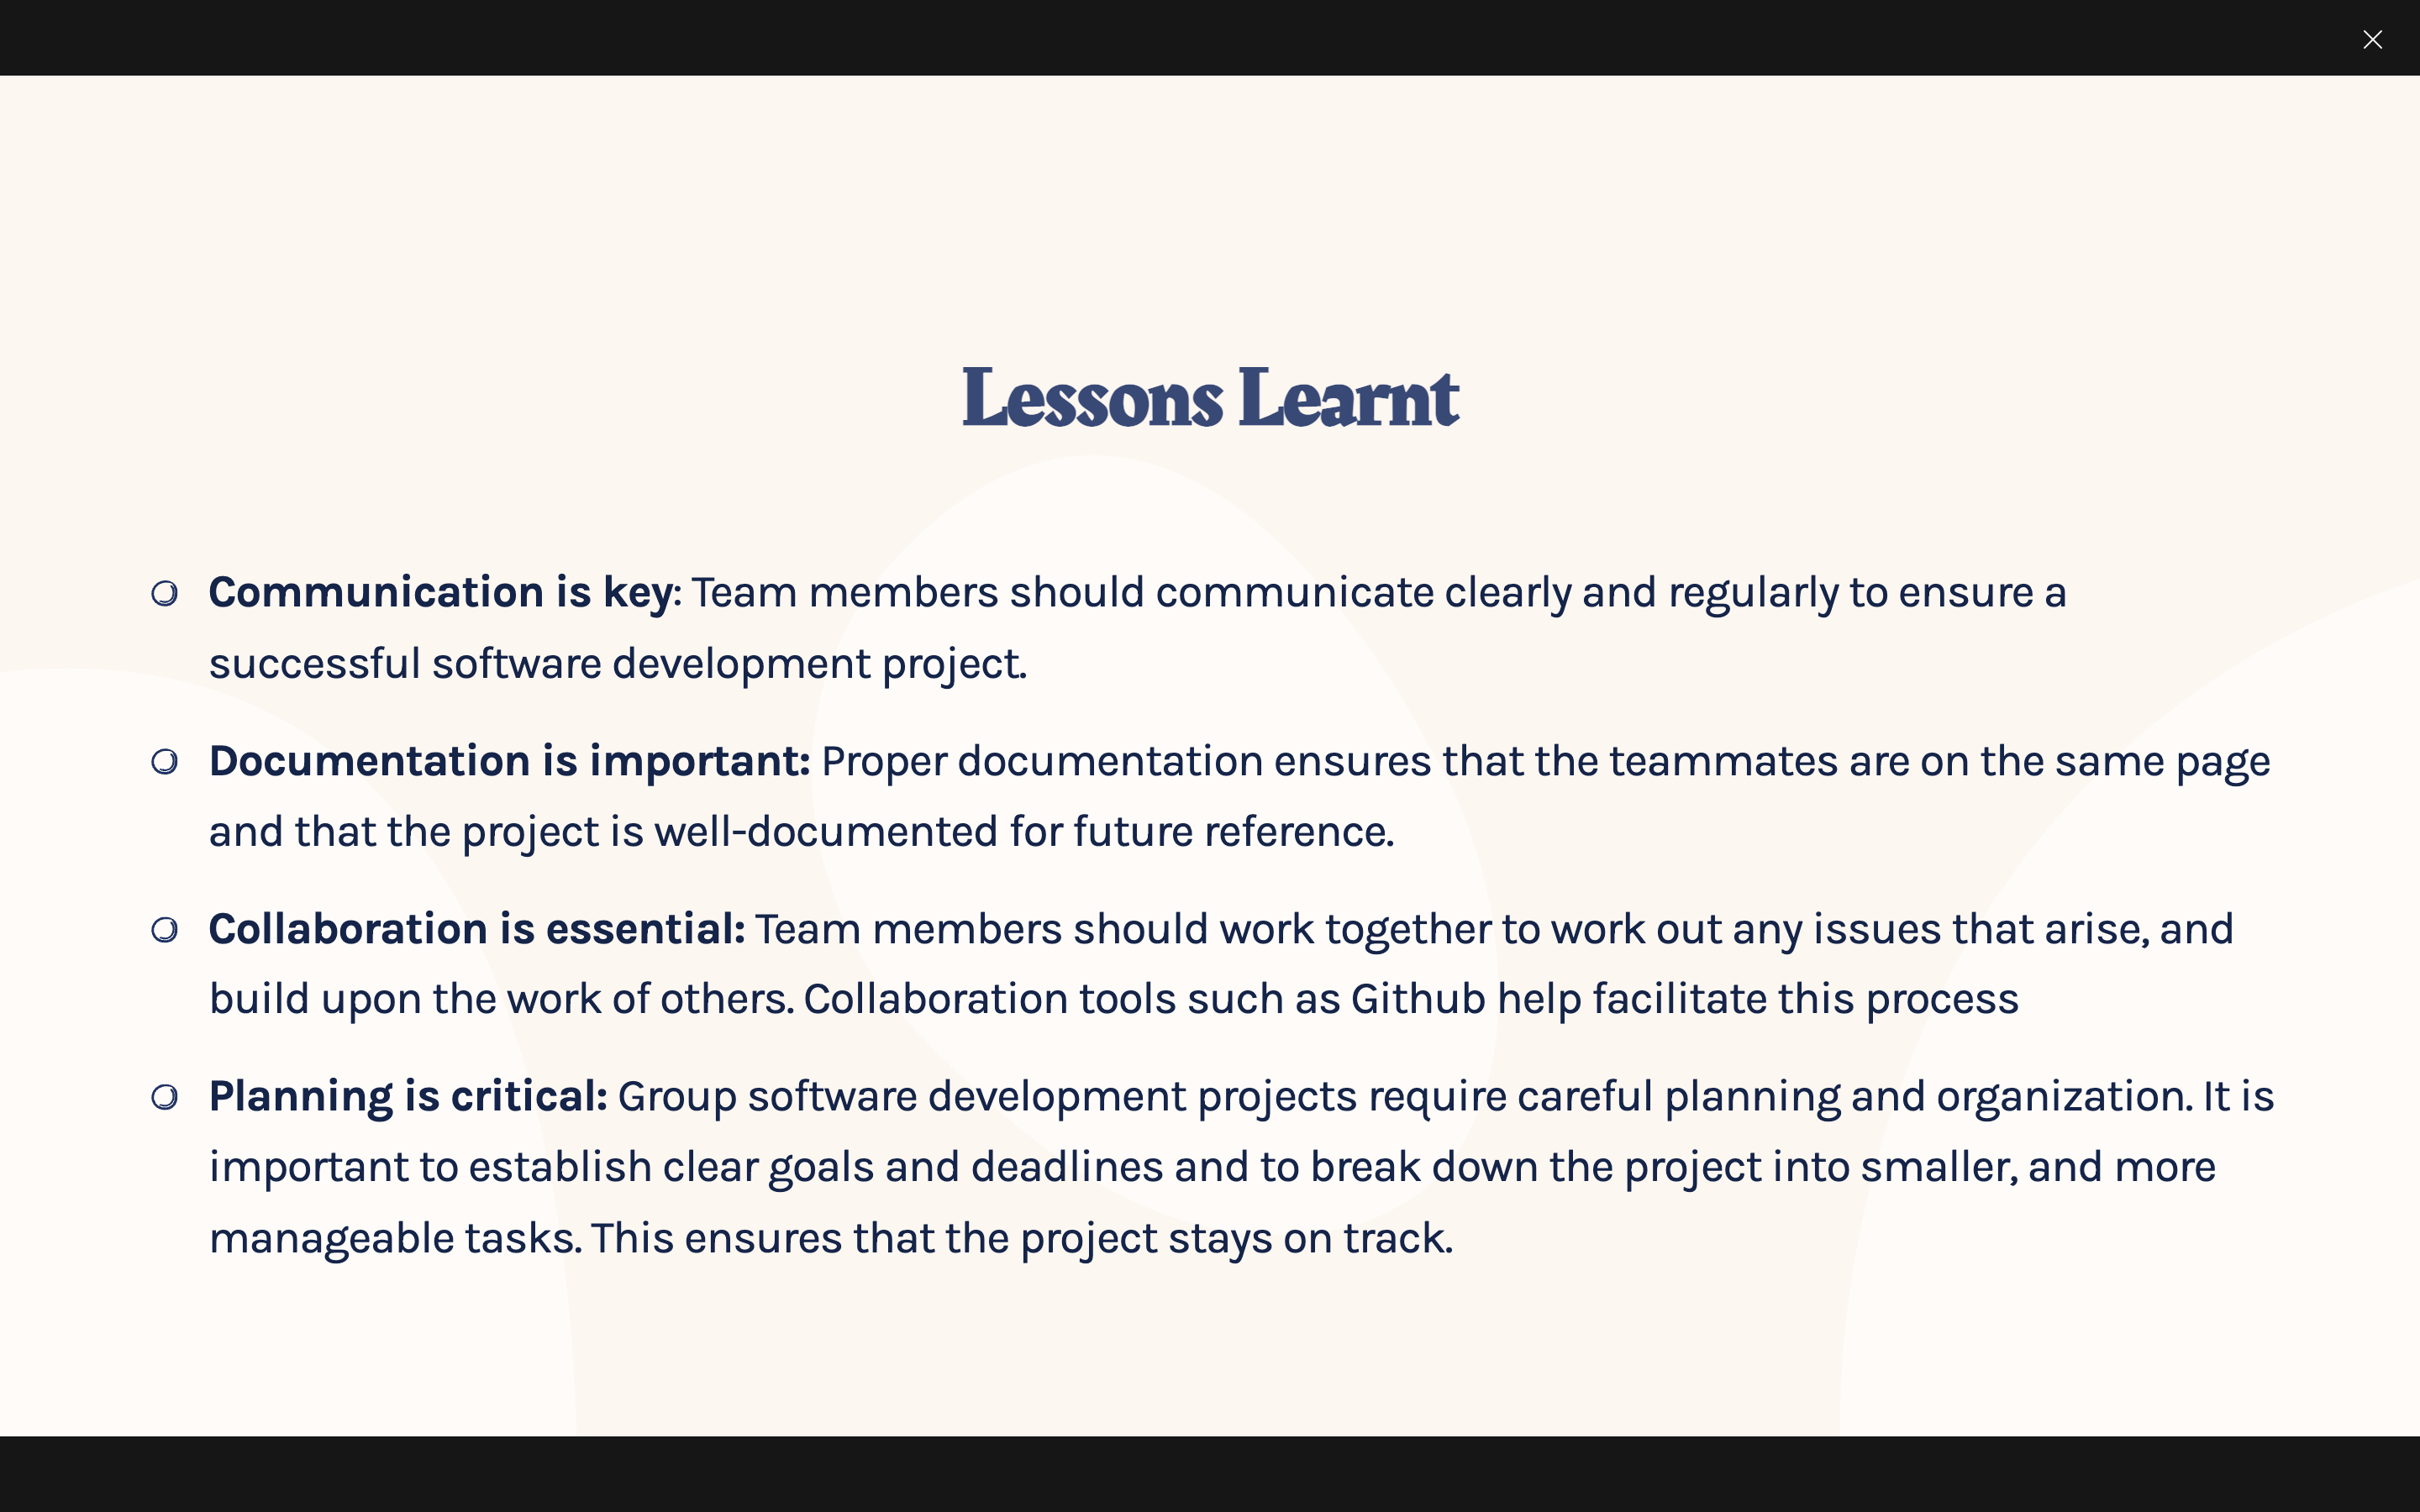 Lessons Learnt
Communication is key: Team members should communicate clearly and regularly to ensure a
successful software development project.
Documentation is important: Proper documentation ensures that the teammates are on the same page
and that the project is well-documented for future reference.
Collaboration is essential: Team members should work together to work out any issues that arise, and
build upon the work of others. Collaboration tools such as Github help facilitate this process
Planning is critical: Group software development projects require careful planning and organization. It is
important to establish clear goals and deadlines and to break down the project into smaller, and more
manageable tasks. This ensures that the project stays on track.